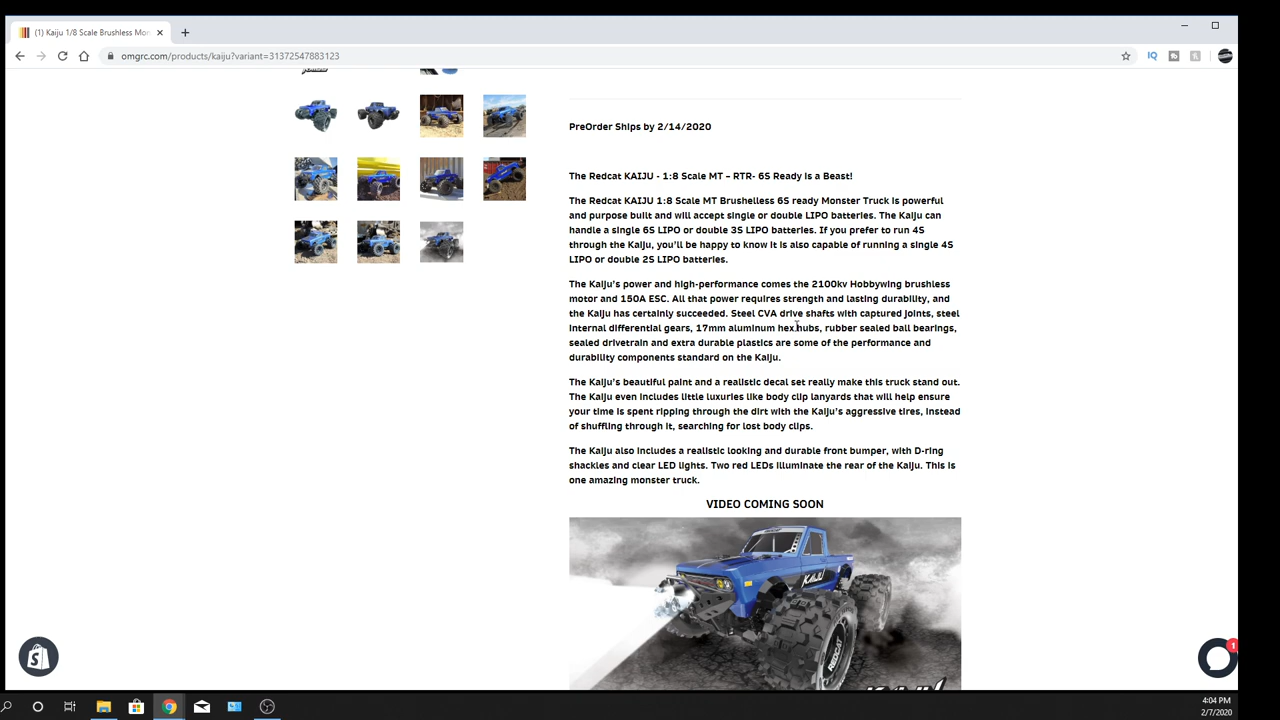 (1) Kaiju 1/8 Scale Brushless Mon
omgrc.com/products/kaiju?variant=31372547883123
IQ
PreOrder Ships by 2/14/2020
The Redcat KAIJU - 1:8 Scale MT – RTR- 6S Ready is a Beast!
The Redcat KAIJU 1:8 Scale MT Brushelless 6S ready Monster Truck is powerful
and purpose built and will accept single or double LIPO batteries. The Kaiju can
handle a single 6S LIPO or double 3S LIPO batteries. If you prefer to run 4S
through the Kaiju, you'll be happy to know it is also capable of running a single 4S
LIPO or double 2S LIPO batteries.
The Kaiju's power and high-performance comes the 2100kv Hobbywing brushless
motor and 150A ESC. All that power requires strength and lasting durability, and
the Kaiju has certainly succeeded. Steel CVA drive shafts with captured joints, steel
internal differential gears, 17mm aluminum hex hubs, rubber sealed ball bearings,
sealed drivetrain and extra durable plastics are some of the performance and
durability components standard on the Kaiju.
The Kaiju's beautiful paint and a realistic decal set really make this truck stand out.
The Kaiju even includes little luxuries like body clip lanyards that will help ensure
your time is spent ripping through the dirt with the Kaiju's aggressive tires, instead
of shuffling through it, searching for lost body clips.
The Kaiju also includes a realistic looking and durable front bumper, with D-ring
shackles and clear LED lights. Two red LEDs illuminate the rear of the Kaiju. This is
one amazing monster truck.
VIDEO COMING SOON
KAIJU
REDCAT
1
4:04 PM
2/7/2020